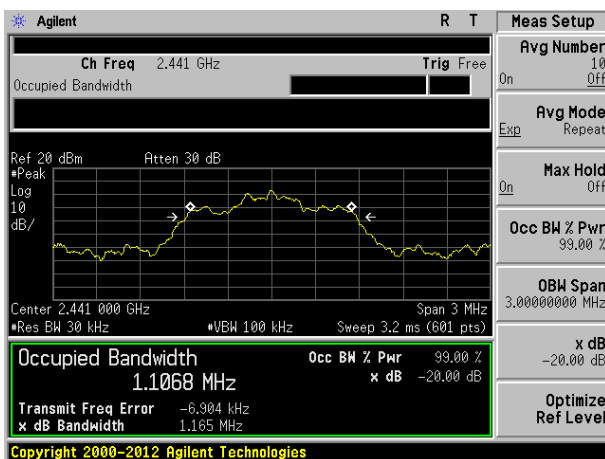 Agilent R T
Ch Freq 2.441 GHz Trig Free
Occupied Bandwidth
Ref 20 dBm Atten 30 dB
#Peak
Log
10
dB/
Center 2.441 000 GHz Span 3 MHz
#Res BW 30 kHz #VBW 100 kHz Sweep 3.2 ms (601 pts)
Occupied Bandwidth Occ BW % Pwr 99.00 %
1.1068 MHz x dB -20.00 dB
Transmit Freq Error -6.904 kHz
x dB Bandwidth 1.165 MHz
Copyright 2000-2012 Agilent Technologies
Meas Setup
Avg Number
10
On Off
Avg Mode
Exp Repeat
Max Hold
On Off
Occ BW % Pwr
99.00 %
OBW Span
3.00000000 MHz
x dB
-20.00 dB
Optimize
Ref Level